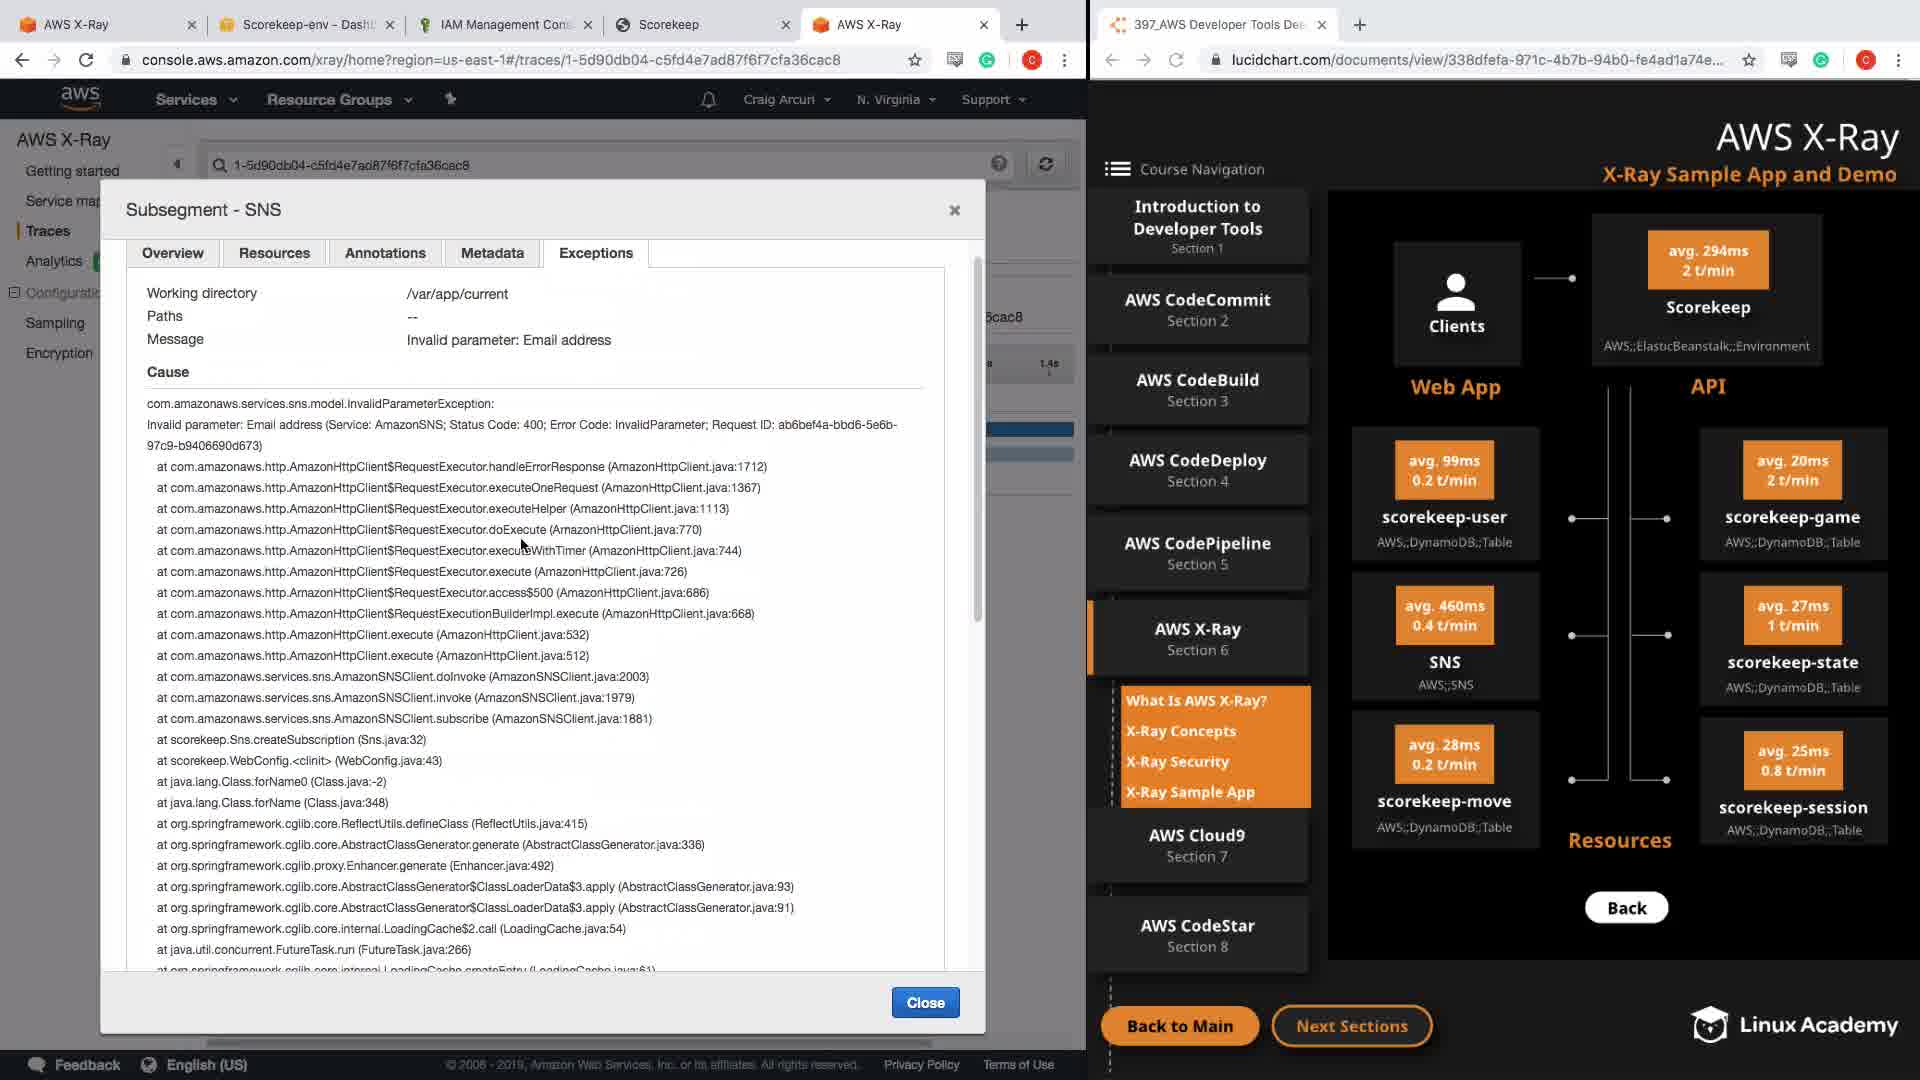 AWS X-Ray
Scorekeep-env - Dashb
IAM Management Cons
Scorekeep
AWS X-Ray
console.aws.amazon.com/xray/home?region=us-east-1#/traces/1-5d90db04-c5fd4e7ad87f6f7cfa36cac8
C
aws
Services
Resource Groups
Craig Arcuri
N. Virginia
Support
AWS X-Ray
Getting started
Service map
Traces
Analytics
Configuratio
Sampling
Encryption
1-5d90db04-c5fd4e7ad87f6f7cfa36cac8
6cac8
1.4s
Subsegment - SNS
Overview
Resources
Annotations
Metadata
Exceptions
Working directory /var/app/current
Paths --
Message Invalid parameter: Email address
Cause
com.amazonaws.services.sns.model.InvalidParameterException:
Invalid parameter: Email address (Service: AmazonSNS; Status Code: 400; Error Code: InvalidParameter; Request ID: ab6bef4a-bbd6-5e6b-
97c9-b9406690d673)
at com.amazonaws.http.AmazonHttpClient$RequestExecutor.handleErrorResponse (AmazonHttpClient.java:1712)
at com.amazonaws.http.AmazonHttpClient$RequestExecutor.executeOneRequest (AmazonHttpClient.java:1367)
at com.amazonaws.http.AmazonHttpClient$RequestExecutor.executeHelper (AmazonHttpClient.java:1113)
at com.amazonaws.http.AmazonHttpClient$RequestExecutor.doExecute (AmazonHttpClient.java:770)
at com.amazonaws.http.AmazonHttpClient$RequestExecutor.executeWithTimer (AmazonHttpClient.java:744)
at com.amazonaws.http.AmazonHttpClient$RequestExecutor.execute (AmazonHttpClient.java:726)
at com.amazonaws.http.AmazonHttpClient$RequestExecutor.access$500 (AmazonHttpClient.java:686)
at com.amazonaws.http.AmazonHttpClient$RequestExecutionBuilderImpl.execute (AmazonHttpClient.java:668)
at com.amazonaws.http.AmazonHttpClient.execute (AmazonHttpClient.java:532)
at com.amazonaws.http.AmazonHttpClient.execute (AmazonHttpClient.java:512)
at com.amazonaws.services.sns.AmazonSNSClient.doInvoke (AmazonSNSClient.java:2003)
at com.amazonaws.services.sns.AmazonSNSClient.invoke (AmazonSNSClient.java:1979)
at com.amazonaws.services.sns.AmazonSNSClient.subscribe (AmazonSNSClient.java:1881)
at scorekeep.Sns.createSubscription (Sns.java:32)
at scorekeep.WebConfig.<clinit> (WebConfig.java:43)
at java.lang.Class.forName0 (Class.java:-2)
at java.lang.Class.forName (Class.java:348)
at org.springframework.cglib.core.ReflectUtils.defineClass (ReflectUtils.java:415)
at org.springframework.cglib.core.AbstractClassGenerator.generate (AbstractClassGenerator.java:336)
at org.springframework.cglib.proxy.Enhancer.generate (Enhancer.java:492)
at org.springframework.cglib.core.AbstractClassGenerator$ClassLoaderData$3.apply (AbstractClassGenerator.java:93)
at org.springframework.cglib.core.AbstractClassGenerator$ClassLoaderData$3.apply (AbstractClassGenerator.java:91)
at org.springframework.cglib.core.internal.LoadingCache$2.call (LoadingCache.java:54)
at java.util.concurrent.FutureTask.run (FutureTask.java:266)
at org.springframework.cglib.core.internal.LoadingCache.createEntry (LoadingCache.java:61)
Close
Feedback
English (US)
© 2008 - 2019, Amazon Web Services, Inc. or its affiliates. All rights reserved.
Privacy Policy
Terms of Use
397_AWS Developer Tools Dee
lucidchart.com/documents/view/338dfefa-971c-4b7b-94b0-fe4ad1a74e...
C
AWS X-Ray
X-Ray Sample App and Demo
Course Navigation
Introduction to
Developer Tools
Section 1
AWS CodeCommit
Section 2
AWS CodeBuild
Section 3
AWS CodeDeploy
Section 4
AWS CodePipeline
Section 5
AWS X-Ray
Section 6
What Is AWS X-Ray?
X-Ray Concepts
X-Ray Security
X-Ray Sample App
AWS Cloud9
Section 7
AWS CodeStar
Section 8
Clients
Web App
avg. 294ms
2 t/min
Scorekeep
AWS;;ElasticBeanstalk;;Environment
API
avg. 99ms
0.2 t/min
scorekeep-user
AWS;;DynamoDB;;Table
avg. 20ms
2 t/min
scorekeep-game
AWS;;DynamoDB;;Table
avg. 460ms
0.4 t/min
SNS
AWS;;SNS
avg. 27ms
1 t/min
scorekeep-state
AWS;;DynamoDB;;Table
avg. 28ms
0.2 t/min
scorekeep-move
AWS;;DynamoDB;;Table
avg. 25ms
0.8 t/min
scorekeep-session
AWS;;DynamoDB;;Table
Resources
Back
Back to Main
Next Sections
Linux Academy